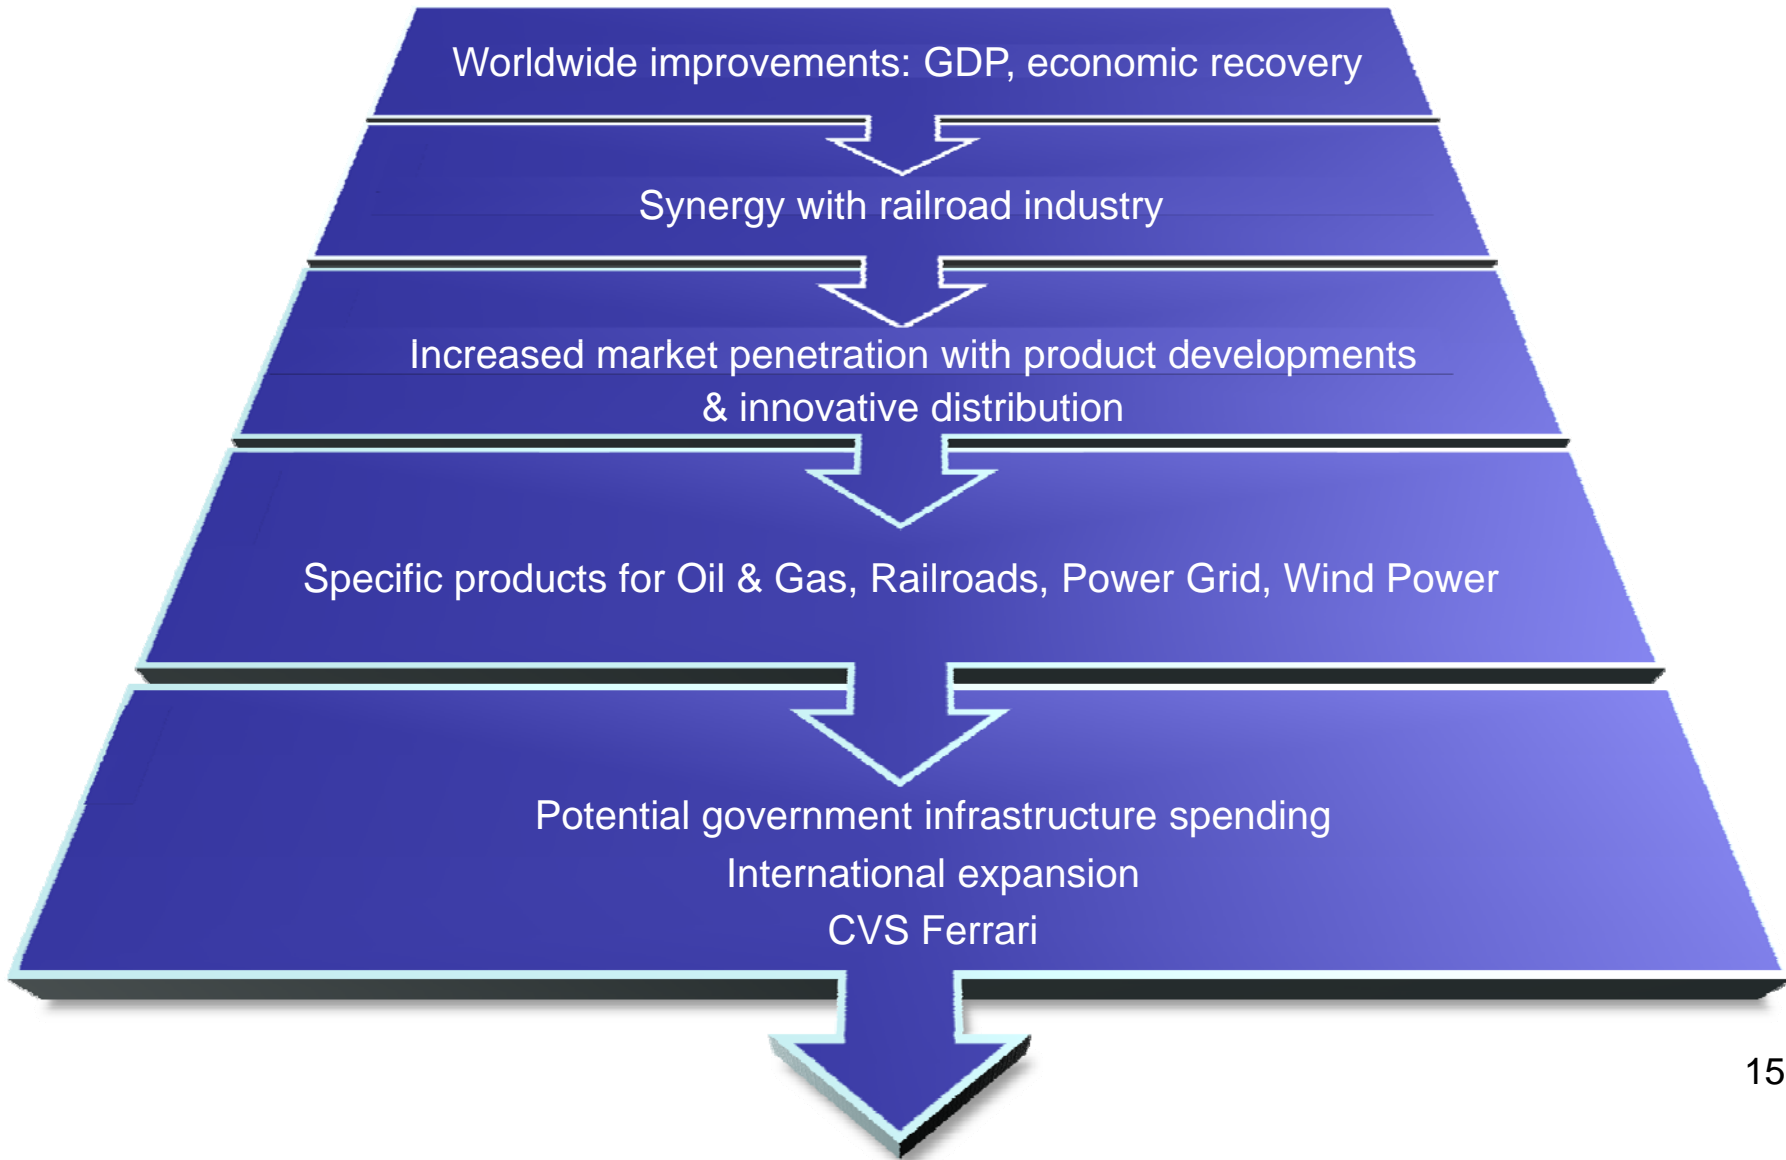 Worldwide improvements: GDP, economic recovery
Synergy with railroad industry
Increased market penetration with product developments
& innovative distribution
Specific products for Oil & Gas, Railroads, Power Grid, Wind Power
Potential government infrastructure spending
International expansion
CVS Ferrari
15